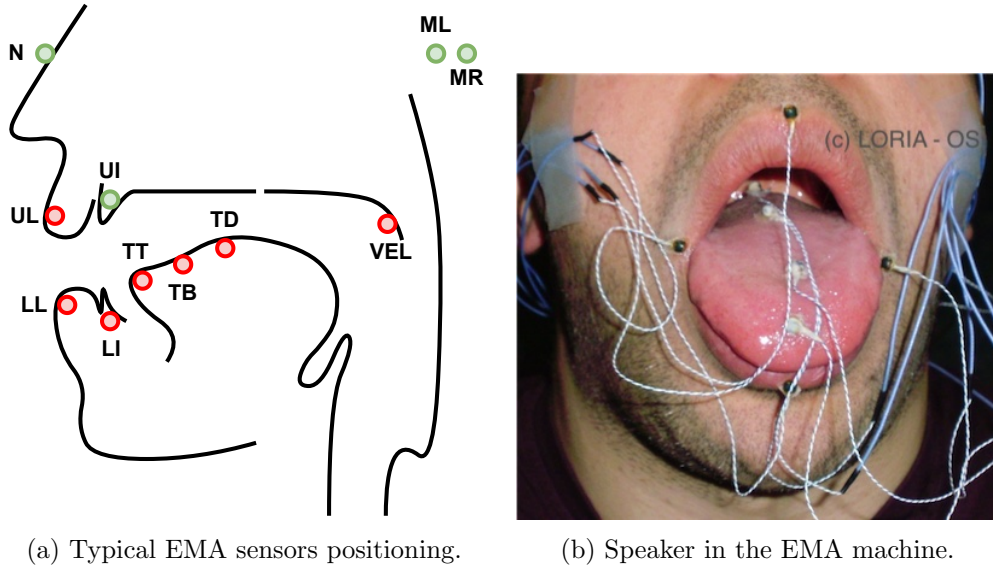 N
ML
MR
UI
UL
TD
TT
VEL
TB
LL
LI
(c) LORIA - OS
(a) Typical EMA sensors positioning.
(b) Speaker in the EMA machine.